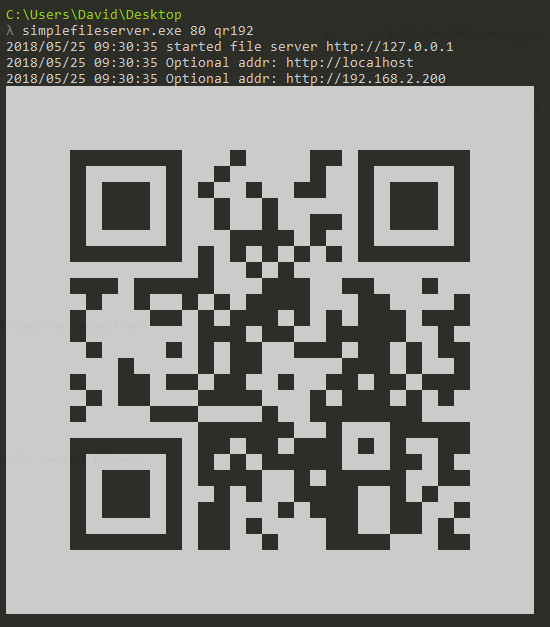 C:\Users\David\Desktop
λ simplefileserver.exe 80 qr192
2018/05/25 09:30:35 started file server http://127.0.0.1
2018/05/25 09:30:35 Optional addr: http://localhost
2018/05/25 09:30:35 Optional addr: http://192.168.2.200